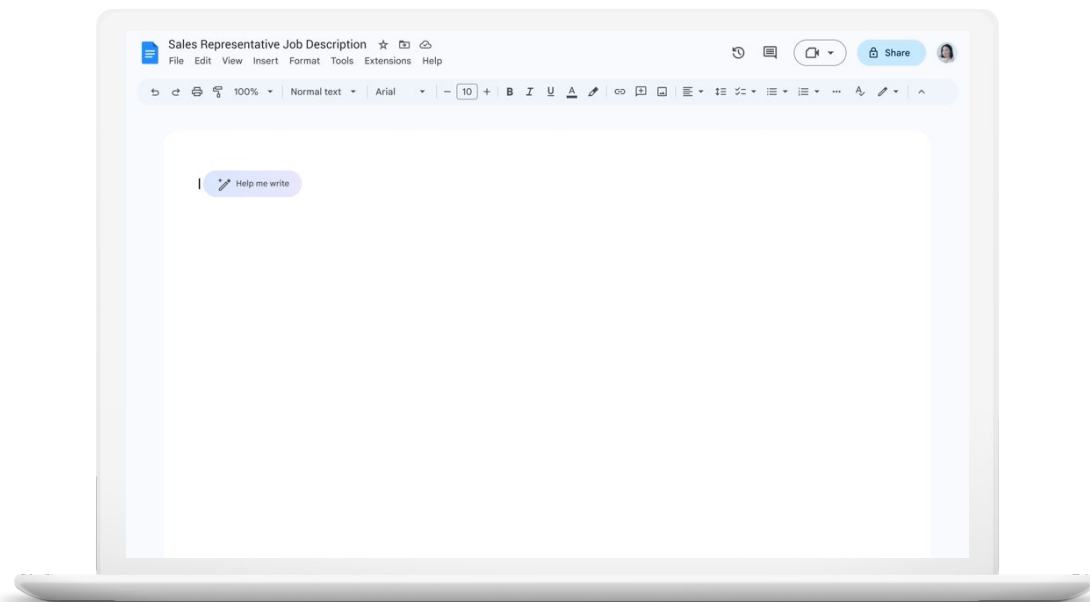 Sales Representative Job Description
Share
File Edit View Insert Format Tools Extensions Help
100% Normal text Arial 10 B I U A
Help me write